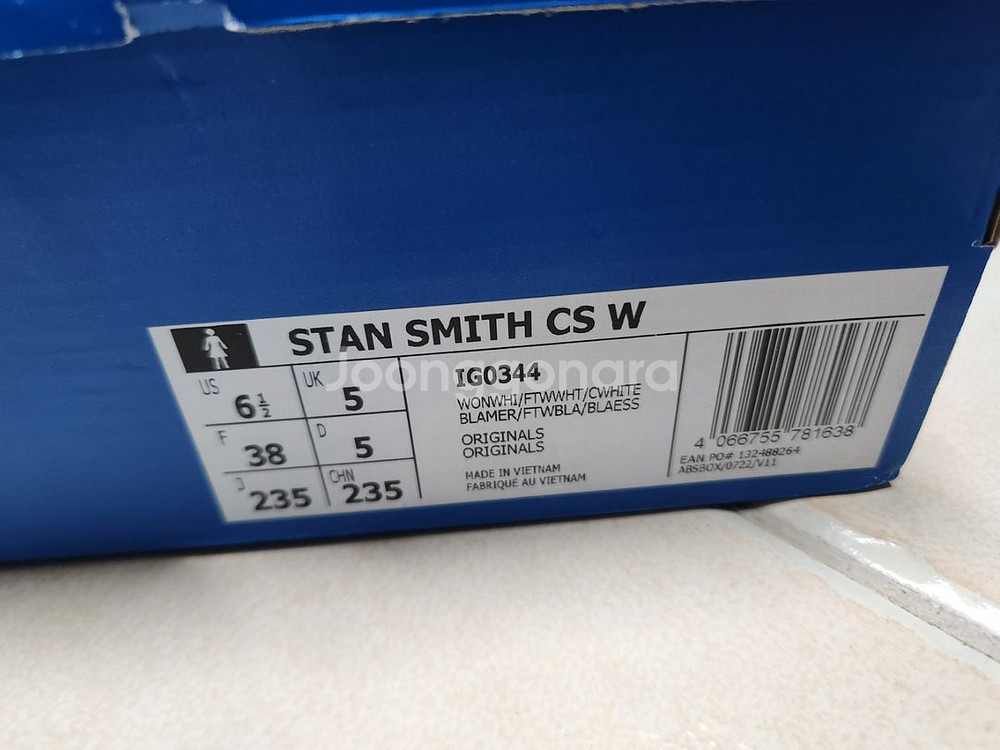 STAN SMITH CS W
US 6½ UK 5
F 38 D 5
J 235 CHN 235
IG0344
WONWHI/FTWWHT/CWHITE
BLAMER/FTWBLA/BLAESS
ORIGINALS
ORIGINALS
MADE IN VIETNAM
FABRIQUÉ AU VIETNAM
4 066755 781638
EAN PO# 132488264
ABSBOX/0722/V11
Joonggonara